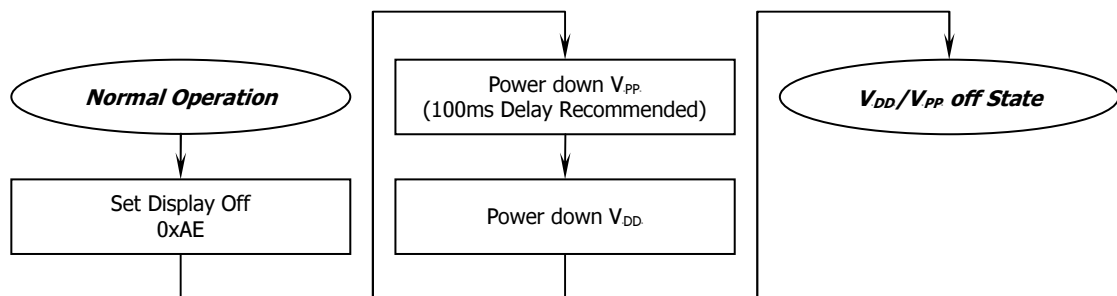 Normal Operation
Set Display Off
0xAE
Power down VPP
(100ms Delay Recommended)
Power down VDD
VDD/VPP off State